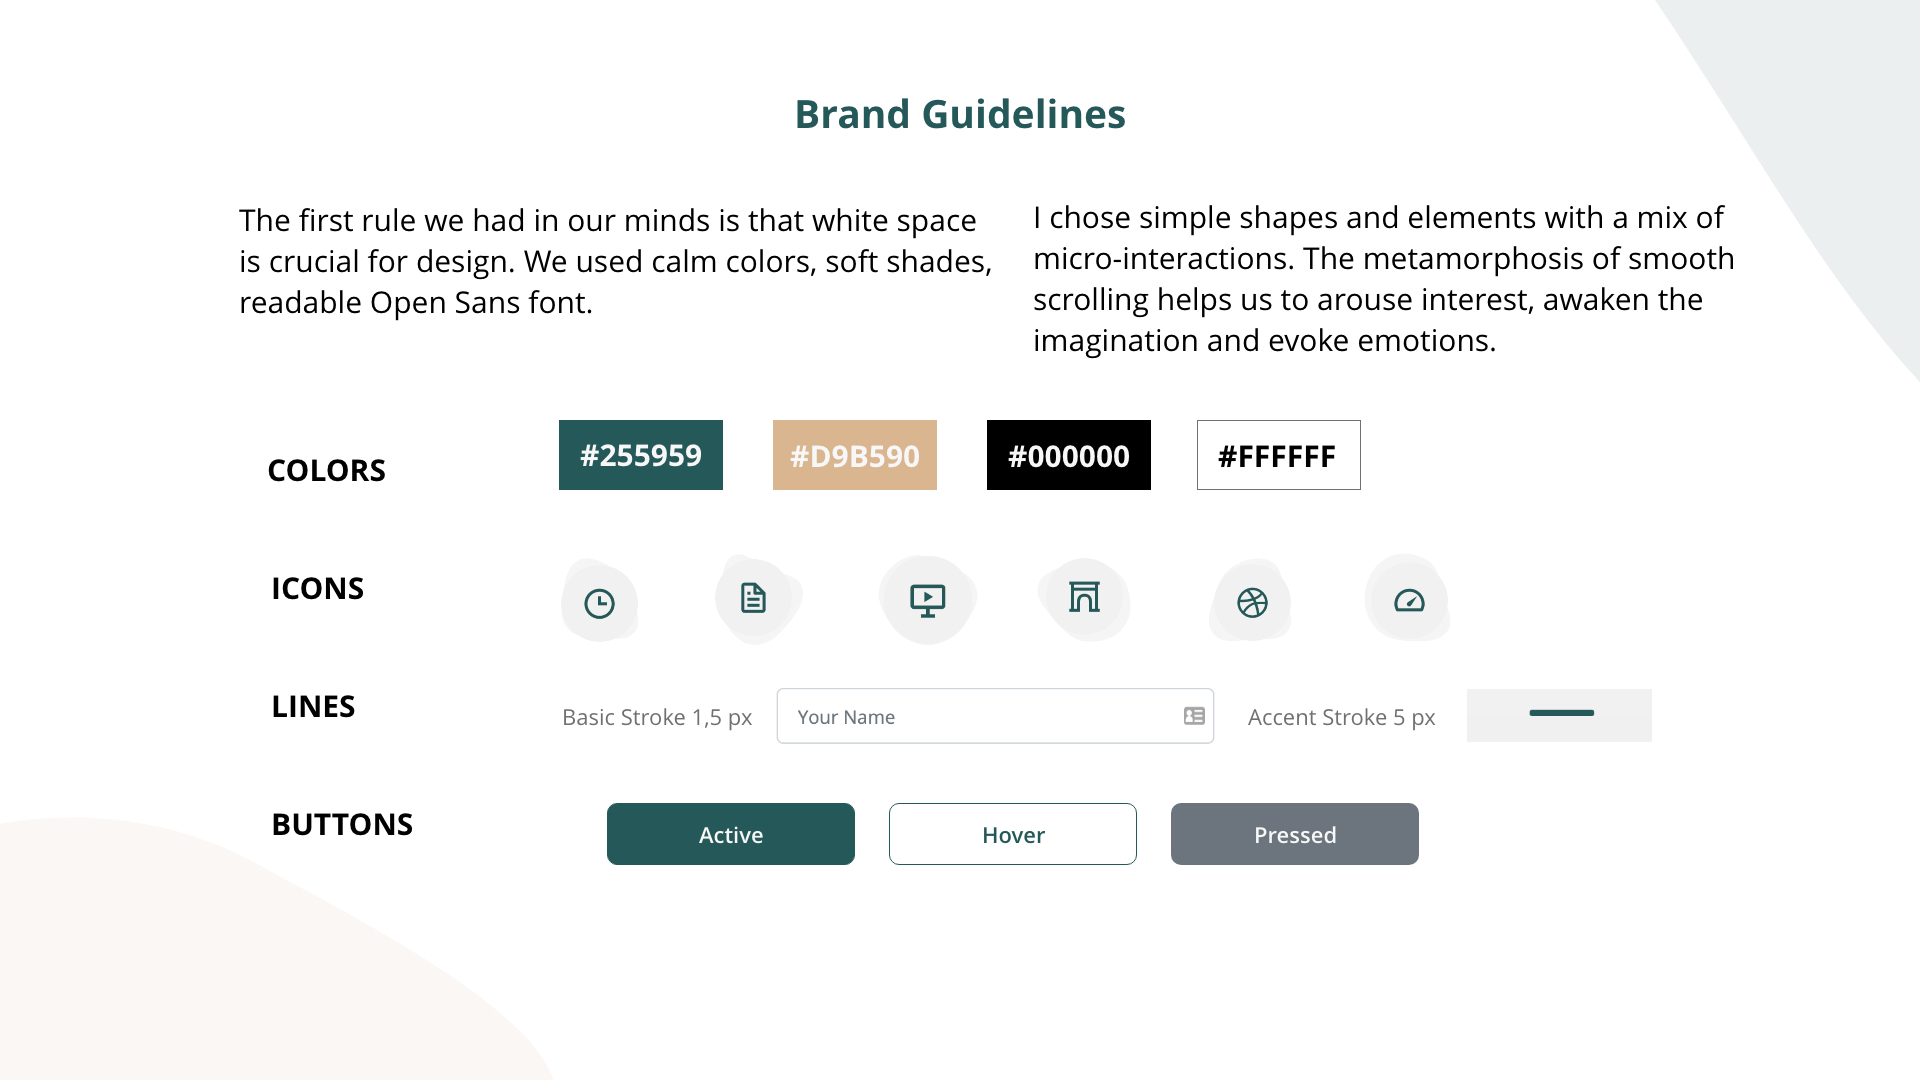 Brand Guidelines
The first rule we had in our minds is that white space
is crucial for design. We used calm colors, soft shades,
readable Open Sans font.
I chose simple shapes and elements with a mix of
micro-interactions. The metamorphosis of smooth
scrolling helps us to arouse interest, awaken the
imagination and evoke emotions.
COLORS
#255959
#D9B590
#000000
#FFFFFF
ICONS
LINES
Basic Stroke 1,5 px
Your Name
Accent Stroke 5 px
BUTTONS
Active
Hover
Pressed